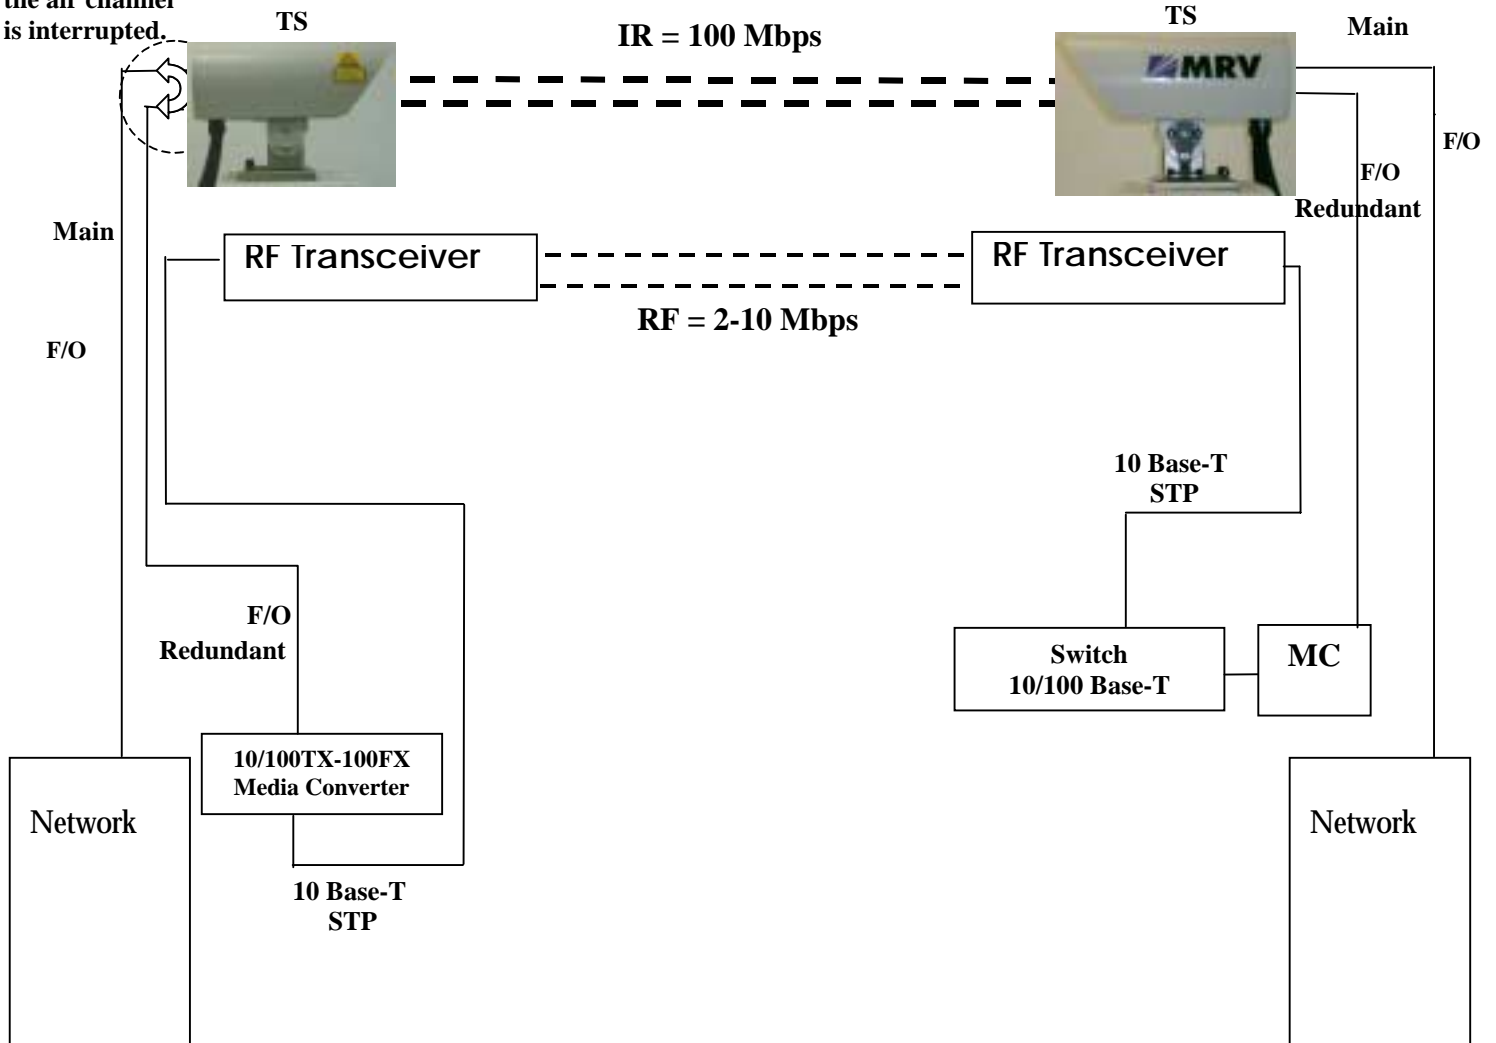 is interrupted.
TS
IR = 100 Mbps
TS
Main
MRV
F/O
F/O
Redundant
Main
RF Transceiver
RF Transceiver
RF = 2-10 Mbps
F/O
10 Base-T
STP
F/O
Redundant
Switch
10/100 Base-T
MC
10/100TX-100FX
Media Converter
Network
Network
10 Base-T
STP